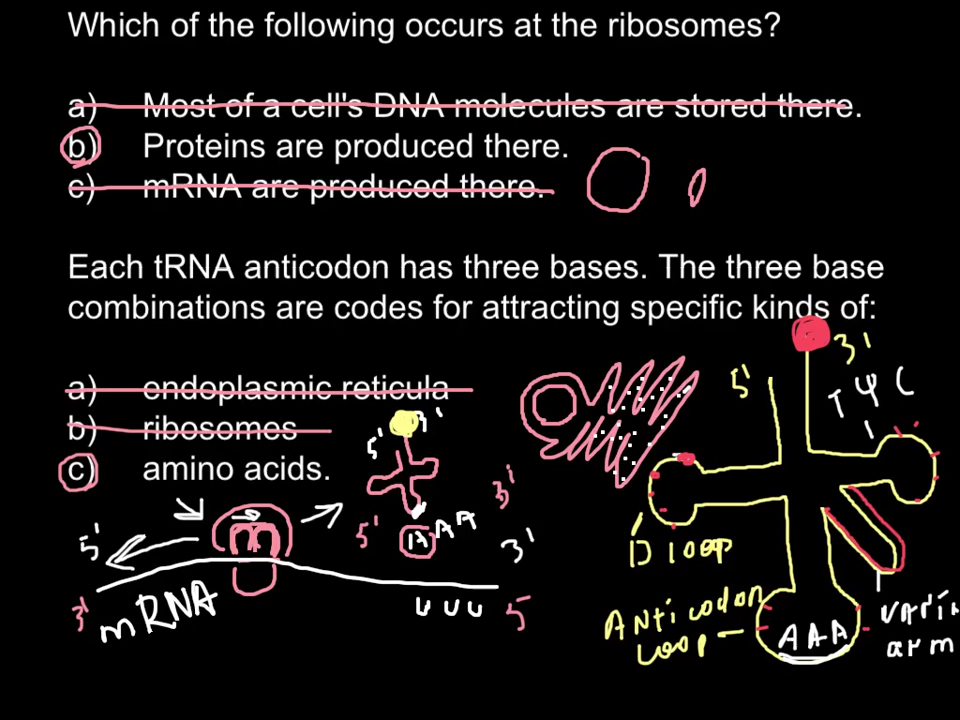 Which of the following occurs at the ribosomes?
a) Most of a cell's DNA molecules are stored there.
b) Proteins are produced there.
c) mRNA are produced there.
Each tRNA anticodon has three bases. The three base
combinations are codes for attracting specific kinds of:
a) endoplasmic reticula
b) ribosomes
c) amino acids.
3'
5'
T Ψ C
3'
5'
3'
5'
AAA
5'
3'
D loop
3'
mRNA
UUU
5
Anticodon
Loop
AAA
arm